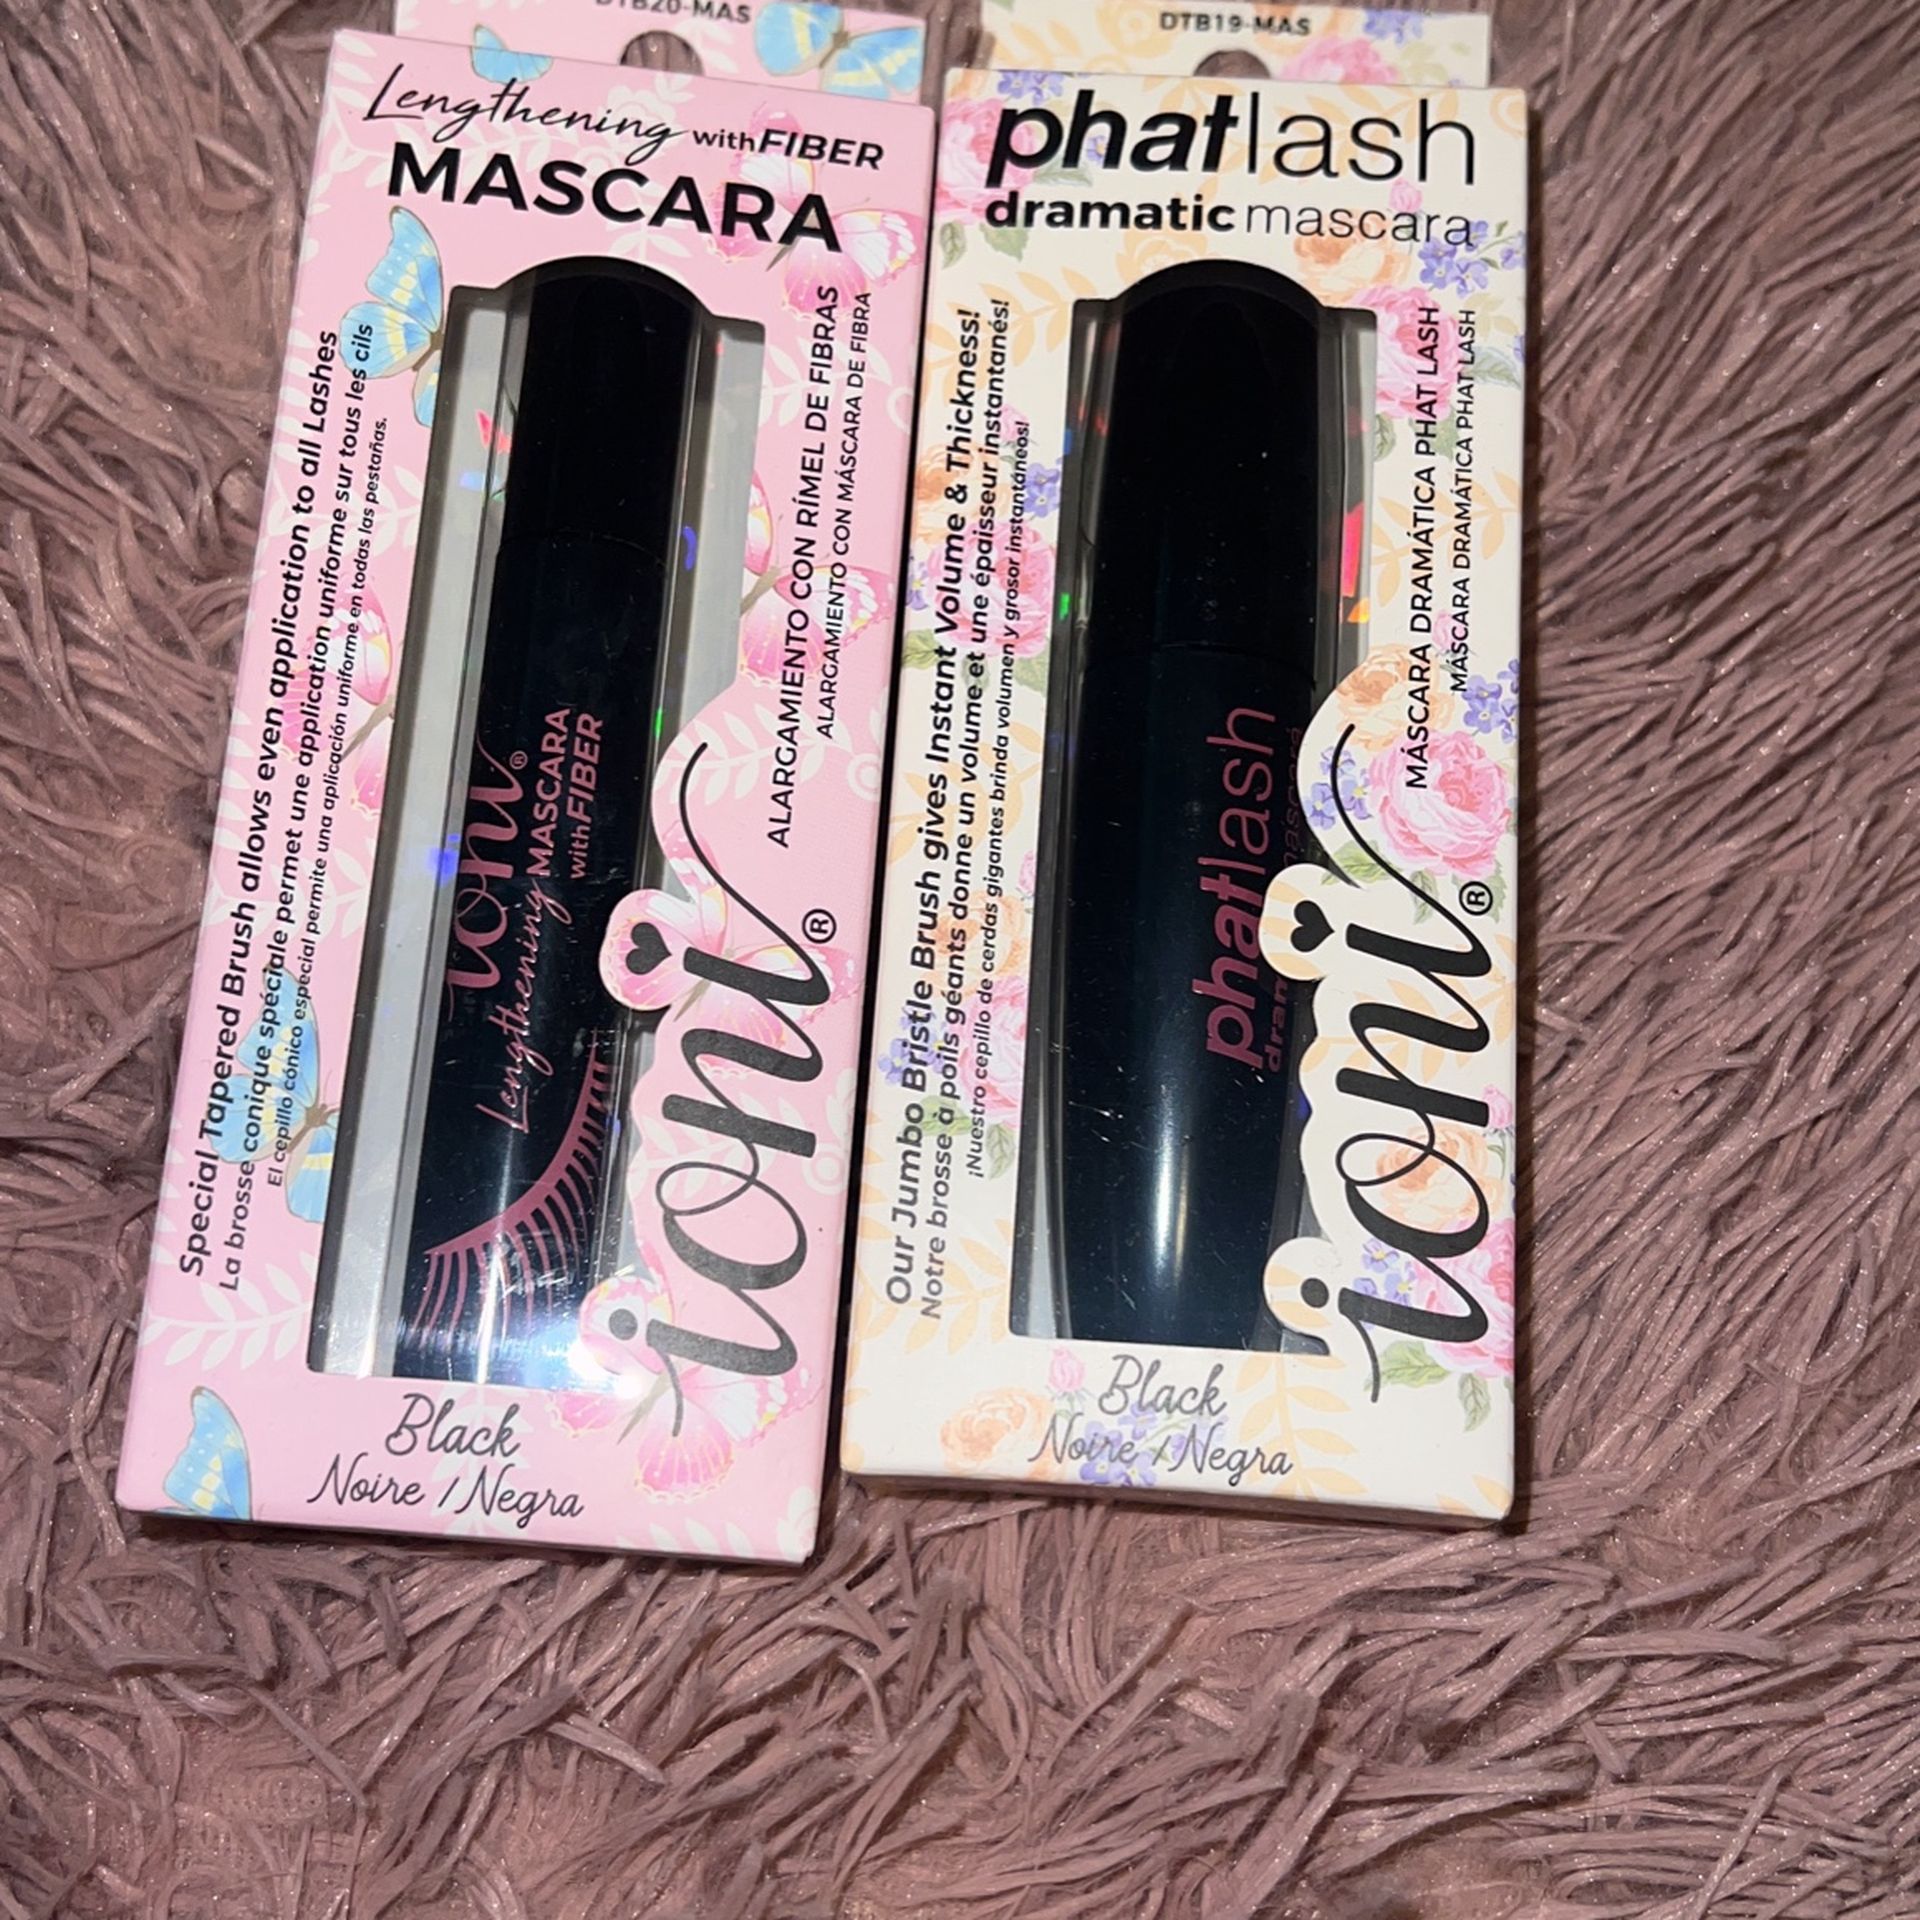 DTB20-MAS
Lengthening with FIBER
MASCARA
Special Tapered Brush allows even application to all Lashes
La brosse conique spéciale permet une application uniforme sur tous les cils
El cepillo cónico especial permite una aplicación uniforme en todas las pestañas.
ALARGAMIENTO CON RÍMEL DE FIBRAS
ALARGAMIENTO CON MÁSCARA DE FIBRA
ioni®
Lengthening MASCARA
with FIBER
ioni®
Black
Noire / Negra
DTB19-MAS
phatlash
dramatic mascara
Our Jumbo Bristle Brush gives Instant Volume & Thickness!
Notre brosse à poils géants donne un volume et une épaisseur instantanés!
¡Nuestro cepillo de cerdas gigantes brinda volumen y grosor instantáneos!
MÁSCARA DRAMÁTICA PHAT LASH
MÁSCARA DRAMÁTICA PHAT LASH
phatlash
ioni®
Black
Noire / Negra